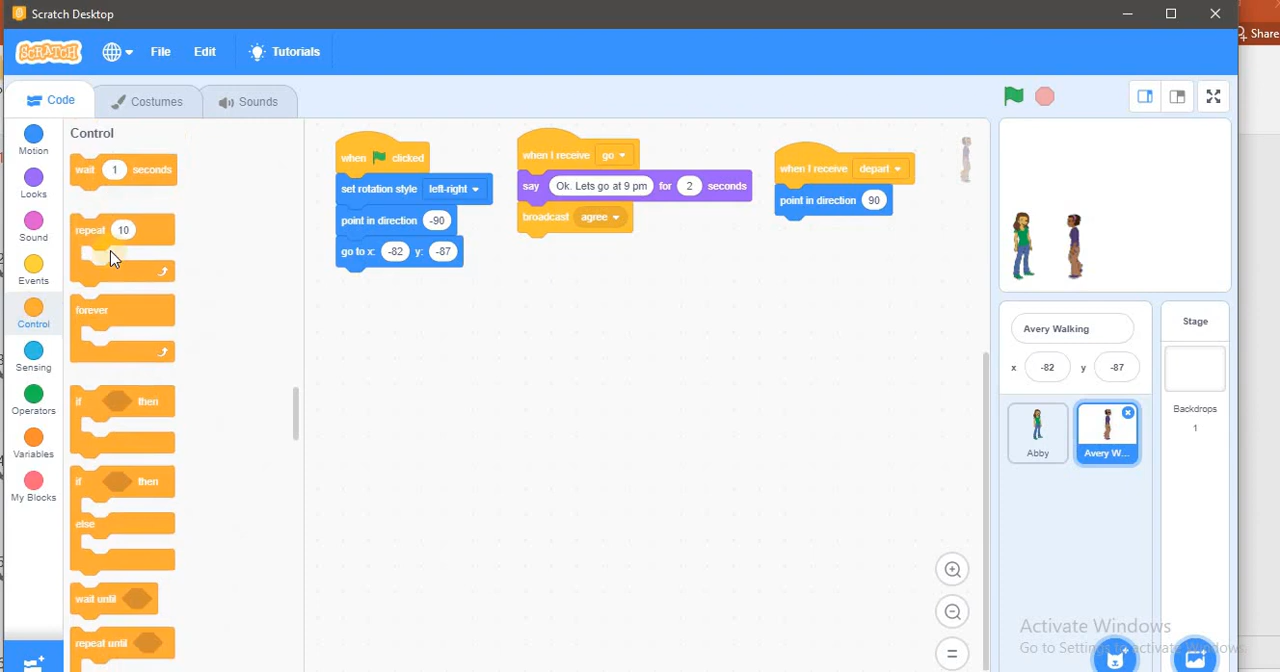 Scratch Desktop
Share
SCRATCH
File
Edit
Tutorials
Code
Costumes
Sounds
Motion
Looks
Sound
Events
Control
Sensing
Operators
Variables
My Blocks
Control
wait 1 seconds
repeat 10
forever
if then
if then
else
wait until
repeat until
when clicked
set rotation style left-right
point in direction -90
go to x: -82 y: -87
when I receive go
say Ok. Lets go at 9 pm for 2 seconds
broadcast agree
when I receive depart
point in direction 90
Avery Walking
x -82 y -87
Abby
Avery W...
Stage
Backdrops
1
Activate Windows
Go to Settings to activate Windows.